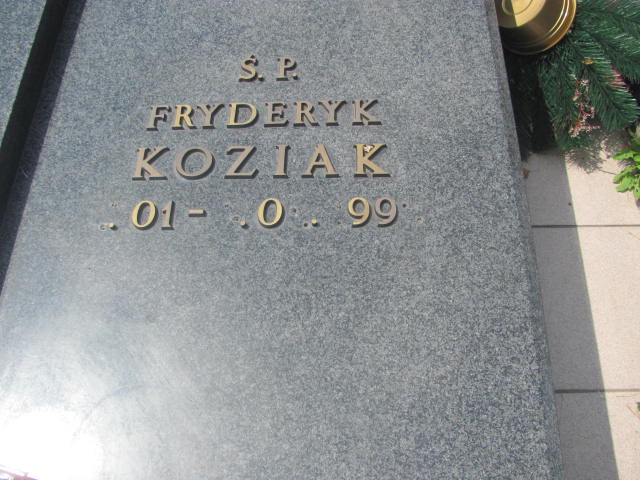 Ś. P.
FRYDERYK
KOZIAK
. 01 - . 0 . . 99